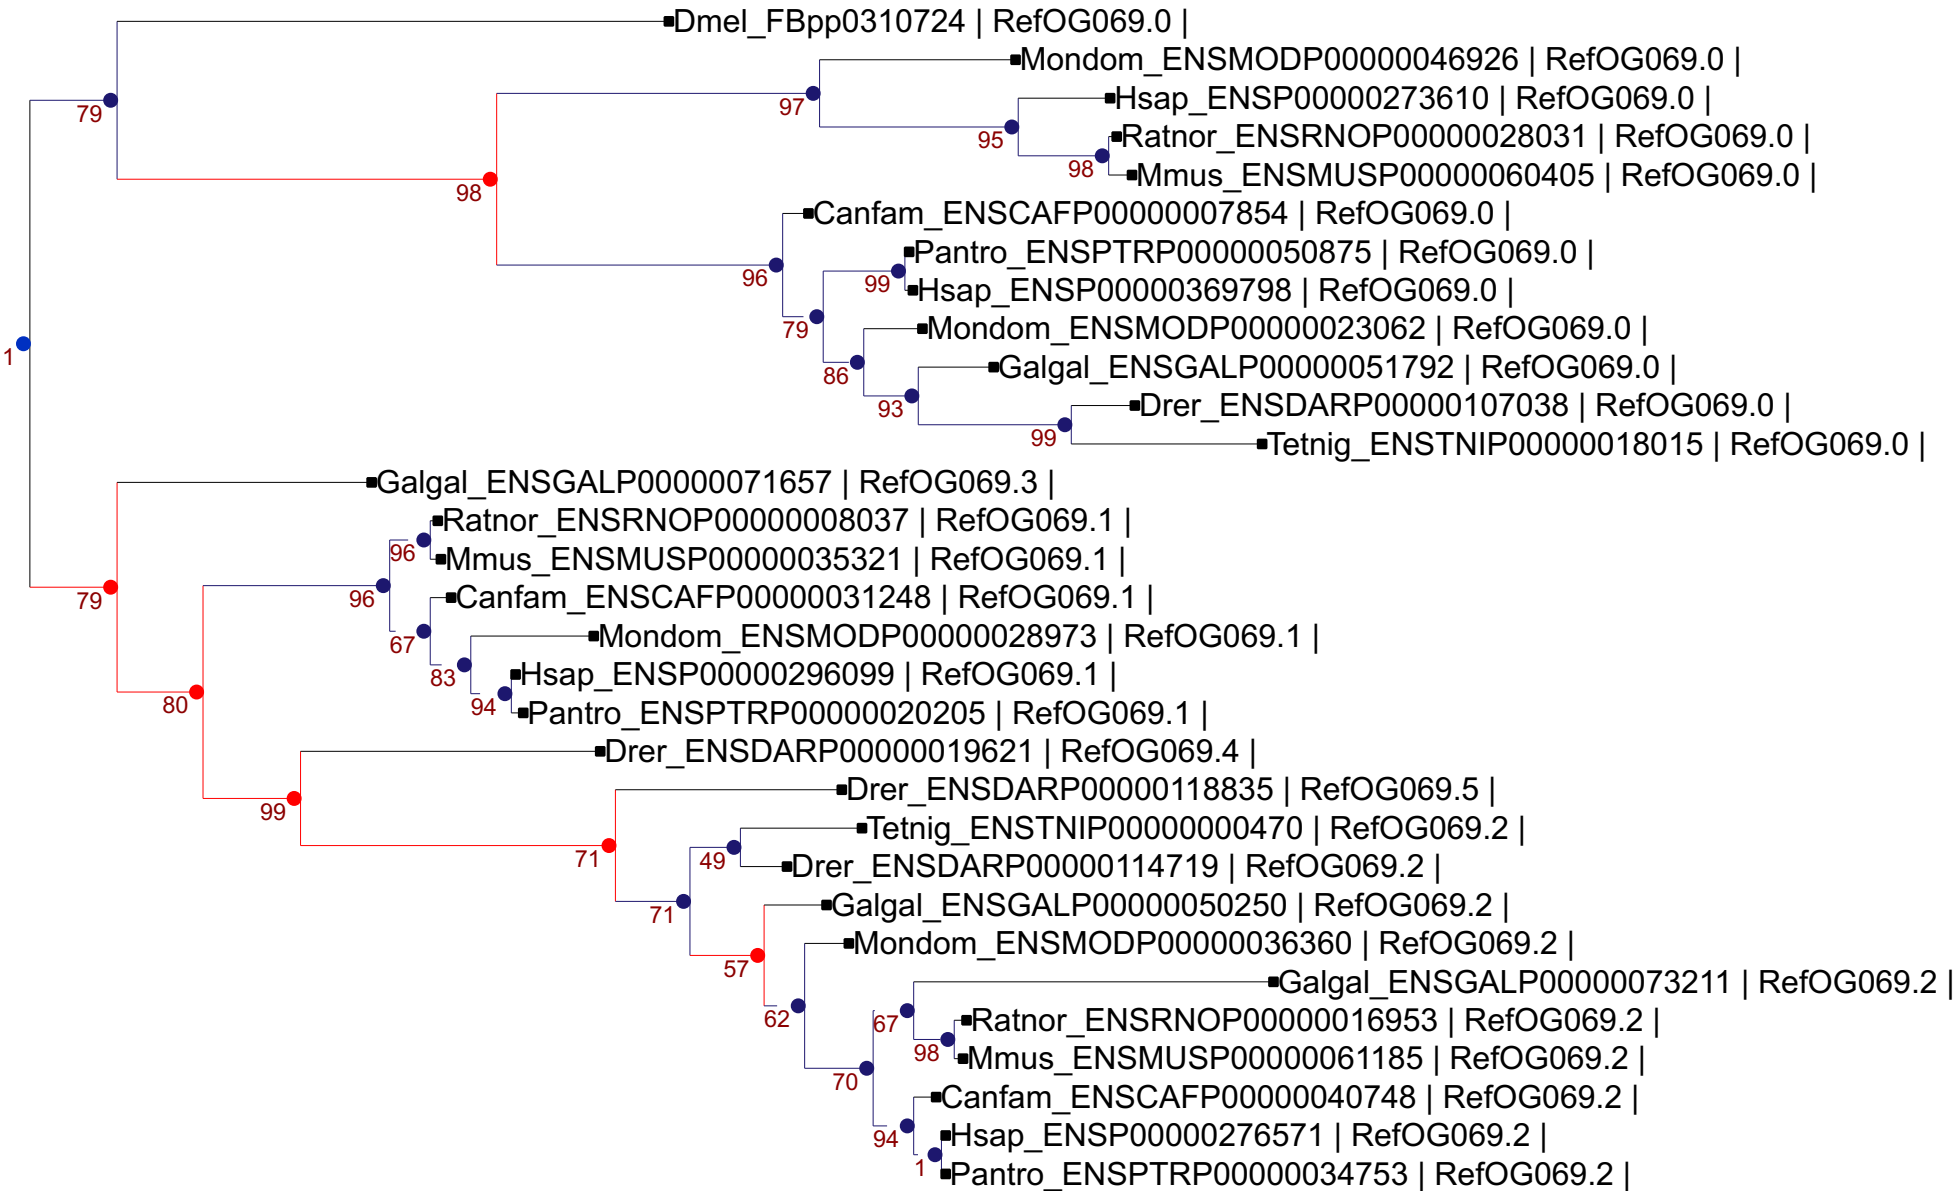 Dmel_FBpp0310724 | RefOG069.0 |
Mondom_ENSMODP00000046926 | RefOG069.0 |
97
Hsap_ENSP00000273610 | RefOG069.0 |
79
95
Ratnor_ENSRNOP00000028031 | RefOG069.0 |
98
Mmus_ENSMUSP00000060405 | RefOG069.0 |
98
Canfam_ENSCAFP00000007854 | RefOG069.0 |
Pantro_ENSPTRP00000050875 | RefOG069.0 |
96
99
Hsap_ENSP00000369798 | RefOG069.0 |
79
Mondom_ENSMODP00000023062 | RefOG069.0 |
1
86
Galgal_ENSGALP00000051792 | RefOG069.0 |
93
Drer_ENSDARP00000107038 | RefOG069.0 |
99
Tetnig_ENSTNIP00000018015 | RefOG069.0 |
Galgal_ENSGALP00000071657 | RefOG069.3 |
Ratnor_ENSRNOP00000008037 | RefOG069.1 |
96
Mmus_ENSMUSP00000035321 | RefOG069.1 |
79
96
Canfam_ENSCAFP00000031248 | RefOG069.1 |
67
Mondom_ENSMODP00000028973 | RefOG069.1 |
83
Hsap_ENSP00000296099 | RefOG069.1 |
80
94
Pantro_ENSPTRP00000020205 | RefOG069.1 |
Drer_ENSDARP00000019621 | RefOG069.4 |
99
Drer_ENSDARP00000118835 | RefOG069.5 |
Tetnig_ENSTNIP00000000470 | RefOG069.2 |
71
49
Drer_ENSDARP00000114719 | RefOG069.2 |
71
Galgal_ENSGALP00000050250 | RefOG069.2 |
Mondom_ENSMODP00000036360 | RefOG069.2 |
57
Galgal_ENSGALP00000073211 | RefOG069.2 |
62
67
Ratnor_ENSRNOP00000016953 | RefOG069.2 |
98
Mmus_ENSMUSP00000061185 | RefOG069.2 |
70
Canfam_ENSCAFP00000040748 | RefOG069.2 |
94
Hsap_ENSP00000276571 | RefOG069.2 |
1
Pantro_ENSPTRP00000034753 | RefOG069.2 |